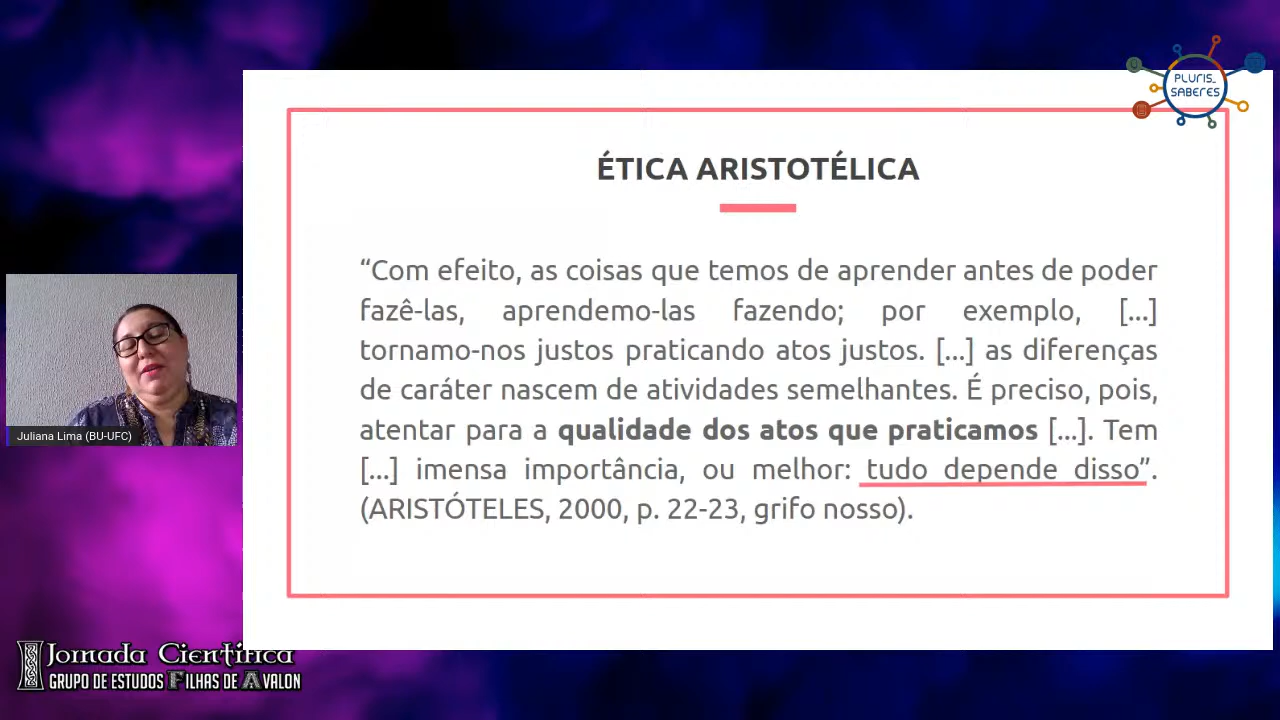 PLURIS_
SABERES
ÉTICA ARISTOTÉLICA
“Com efeito, as coisas que temos de aprender antes de poder
fazê-las, aprendemo-las fazendo; por exemplo, [...]
tornamo-nos justos praticando atos justos. [...] as diferenças
de caráter nascem de atividades semelhantes. É preciso, pois,
atentar para a qualidade dos atos que praticamos [...]. Tem
[...] imensa importância, ou melhor: tudo depende disso”.
(ARISTÓTELES, 2000, p. 22-23, grifo nosso).
Juliana Lima (BU-UFC)
Jornada Científica
GRUPO DE ESTUDOS FILHAS DE AVALON